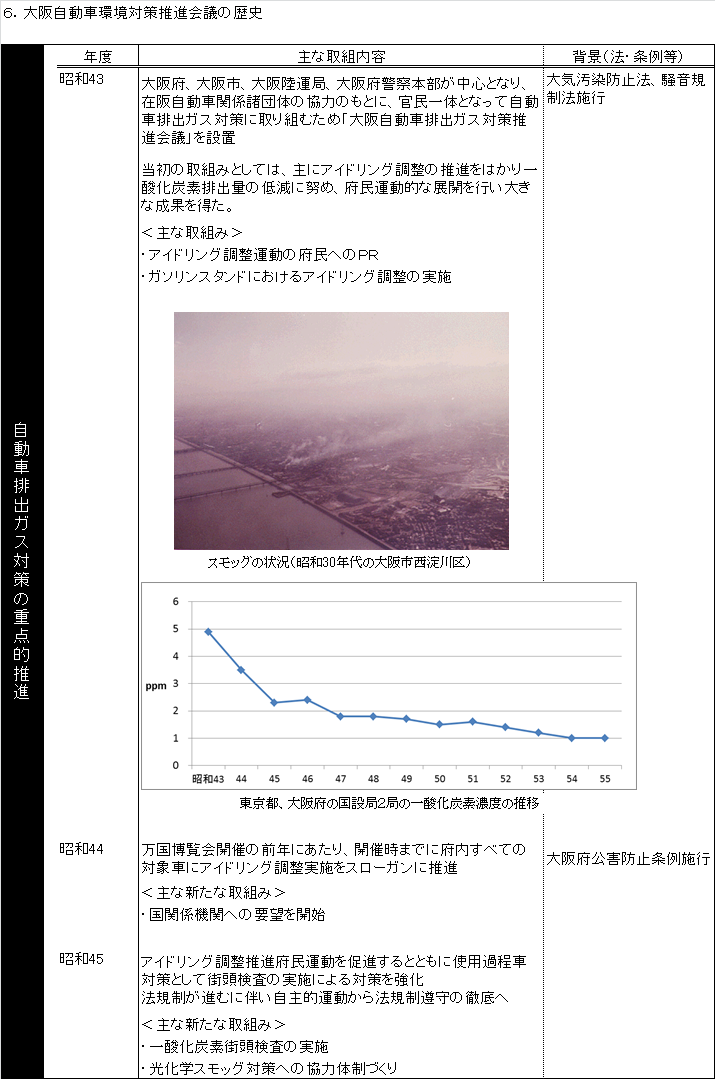 ６．大阪自動車環境対策推進会議の歴史
年度 主な取組内容 背景（法・条例等）
自動車排出ガス対策の重点的推進
昭和43
大阪府、大阪市、大阪陸運局、大阪府警察本部が中心となり、
在阪自動車関係諸団体の協力のもとに、官民一体となって自動
車排出ガス対策に取り組むため「大阪自動車排出ガス対策推
進会議」を設置
大気汚染防止法、騒音規
制法施行
当初の取組みとしては、主にアイドリング調整の推進をはかり一
酸化炭素排出量の低減に努め、府民運動的な展開を行い大き
な成果を得た。
＜主な取組み＞
・アイドリング調整運動の府民へのＰＲ
・ガソリンスタンドにおけるアイドリング調整の実施
スモッグの状況（昭和30年代の大阪市西淀川区）
6
5
4
ppm 3
2
1
0
昭和43 44 45 46 47 48 49 50 51 52 53 54 55
東京都、大阪府の国設局２局の一酸化炭素濃度の推移
昭和44
万国博覧会開催の前年にあたり、開催時までに府内すべての
対象車にアイドリング調整実施をスローガンに推進
大阪府公害防止条例施行
＜主な新たな取組み＞
・国関係機関への要望を開始
昭和45
アイドリング調整推進府民運動を促進するとともに使用過程車
対策として街頭検査の実施による対策を強化
法規制が進むに伴い自主的運動から法規制遵守の徹底へ
＜主な新たな取組み＞
・一酸化炭素街頭検査の実施
・光化学スモッグ対策への協力体制づくり